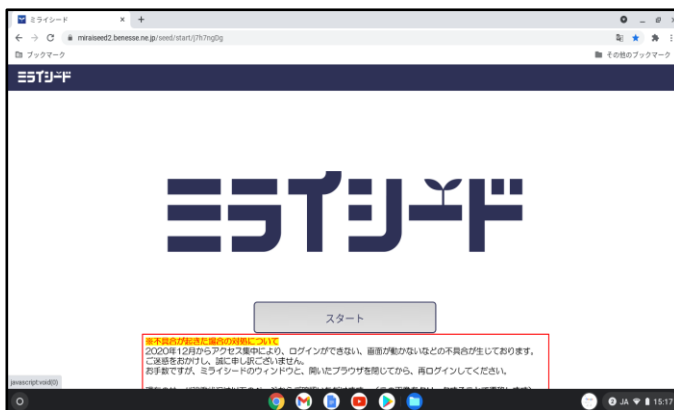 ミライシード
miraiseed2.benesse.ne.jp/seed/start/j7h7ngDg
ブックマーク
その他のブックマーク
ミライシード
ミライシード
スタート
※不具合が起きた場合の対処について
2020年12月からアクセス集中により、ログインができない、画面が動かないなどの不具合が生じております。
ご迷惑をおかけし、誠に申し訳ございません。
お手数ですが、ミライシードのウィンドウと、開いたブラウザを閉じてから、再ログインしてください。
javascript:void(0)
JA
15:17